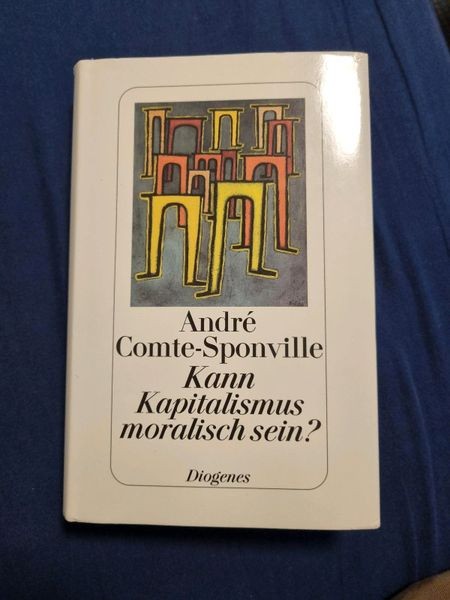 André
Comte-Sponville
Kann
Kapitalismus
moralisch sein?
Diogenes